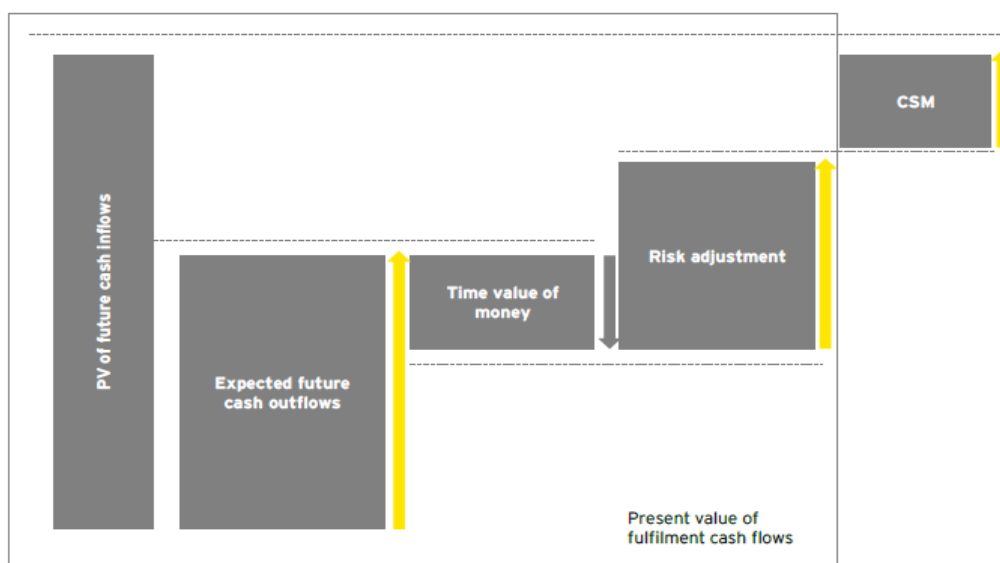 PV of future cash inflows
Expected future
cash outflows
Time value of
money
Risk adjustment
CSM
Present value of
fulfilment cash flows